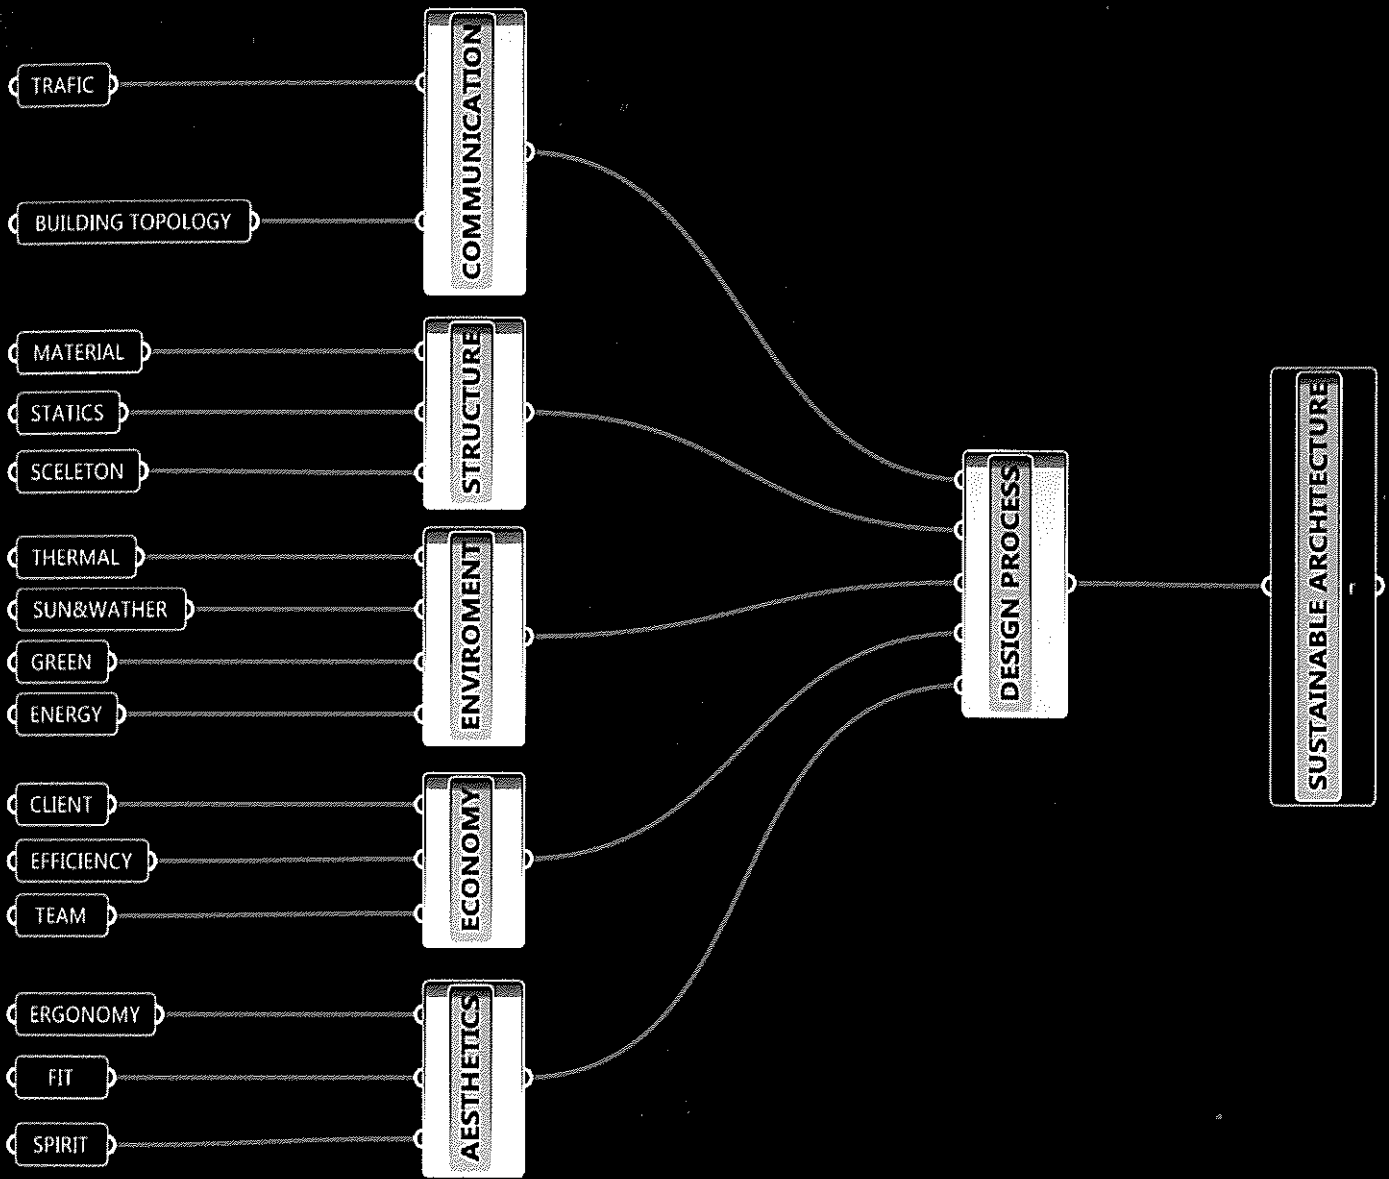 TRAFIC
BUILDING TOPOLOGY
COMMUNICATION
MATERIAL
STATICS
SCELETON
STRUCTURE
THERMAL
SUN&WATHER
GREEN
ENERGY
ENVIROMENT
CLIENT
EFFICIENCY
TEAM
ECONOMY
ERGONOMY
FIT
SPIRIT
AESTHETICS
DESIGN PROCESS
SUSTAINABLE ARCHITECTURE
r